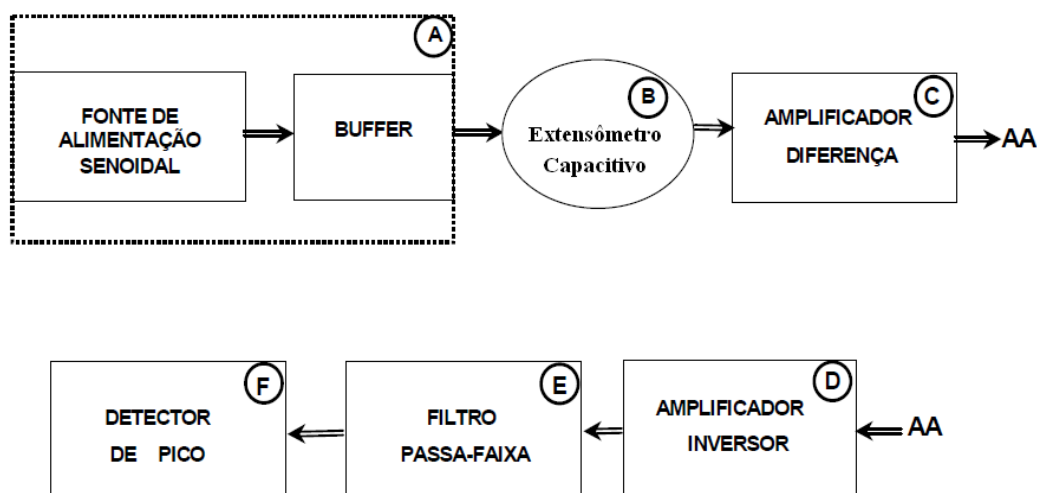 A
FONTE DE
ALIMENTAÇÃO
SENOIDAL
BUFFER
B
Extensômetro
Capacitivo
C
AMPLIFICADOR
DIFERENÇA
AA
F
DETECTOR
DE PICO
E
FILTRO
PASSA-FAIXA
D
AMPLIFICADOR
INVERSOR
AA